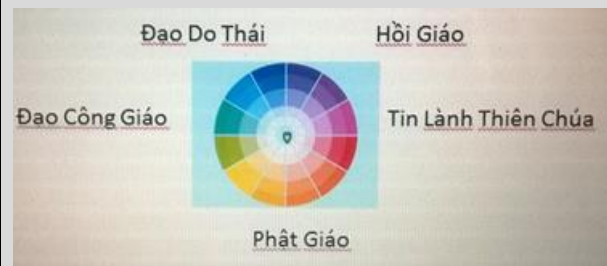 Đạo Do Thái
Hồi Giáo
Đạo Công Giáo
Tin Lành Thiên Chúa
Phật Giáo